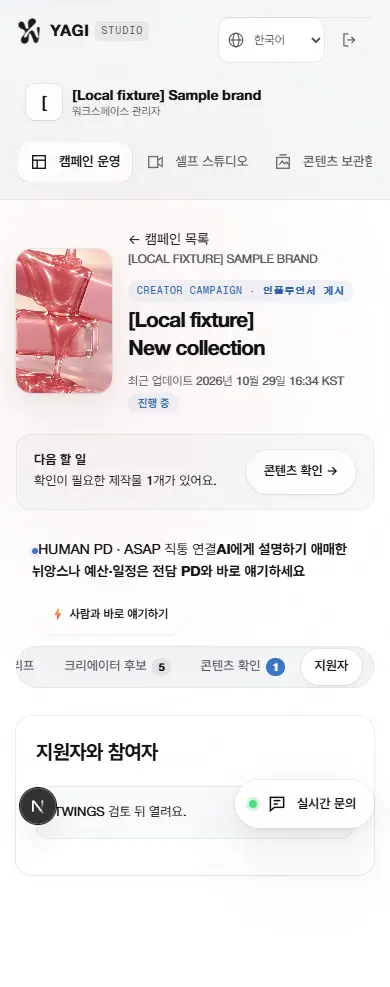 YAGI STUDIO
한국어
[
[Local fixture] Sample brand
워크스페이스 관리자
캠페인 운영
셀프 스튜디오
콘텐츠 보관함
← 캠페인 목록
[LOCAL FIXTURE] SAMPLE BRAND
CREATOR CAMPAIGN · 인플루언서 게시
[Local fixture]
New collection
최근 업데이트 2026년 10월 29일 16:34 KST
진행 중
다음 할 일
확인이 필요한 제작물 1개가 있어요.
콘텐츠 확인 →
HUMAN PD · ASAP 직통 연결AI에게 설명하기 애매한
뉘앙스나 예산·일정은 전담 PD와 바로 얘기하세요
사람과 바로 얘기하기
리프
크리에이터 후보 5
콘텐츠 확인 1
지원자
지원자와 참여자
N
TWINGS 검토 뒤 열려요.
실시간 문의